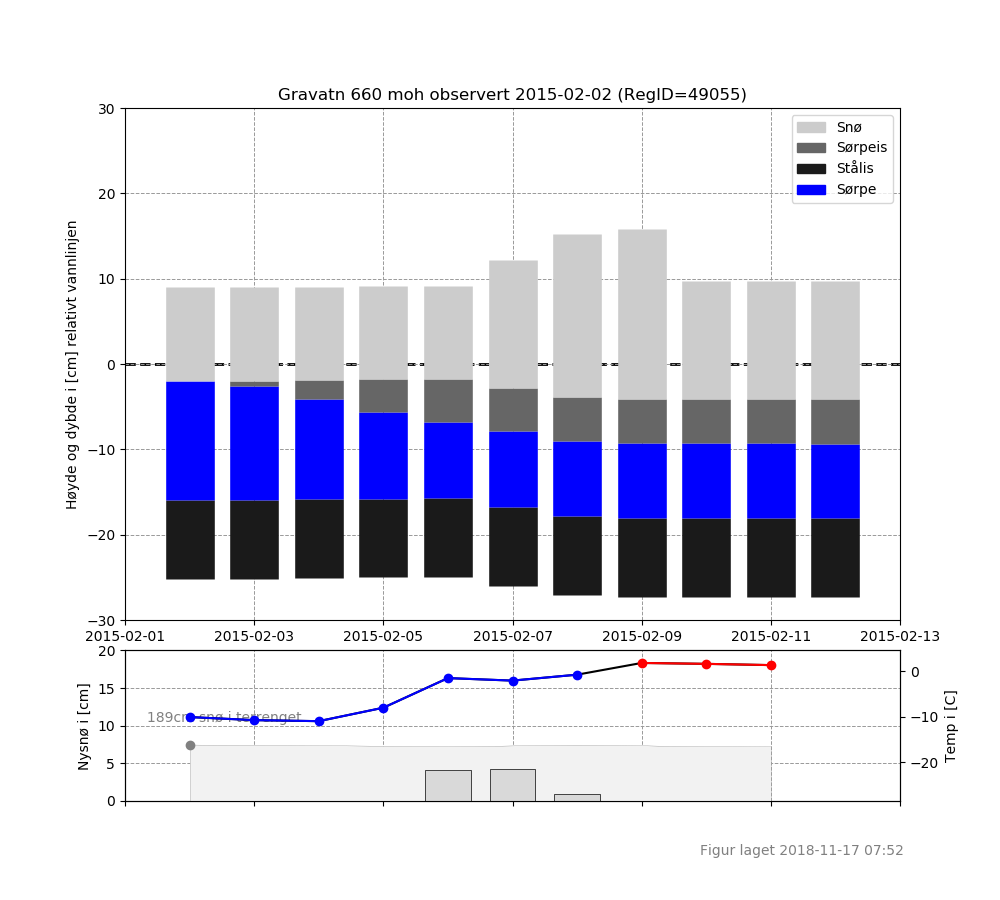 Gravatn 660 moh observert 2015-02-02 (RegID=49055)
Snø
Sørpeis
Stålis
Sørpe
Høyde og dybde i [cm] relativt vannlinjen
30
20
10
0
−10
−20
−30
2015-02-01 2015-02-03 2015-02-05 2015-02-07 2015-02-09 2015-02-11 2015-02-13
Nysnø i [cm]
20
15
10
5
0
189cm snø i terrenget
0
−10
−20
Temp i [C]
Figur laget 2018-11-17 07:52